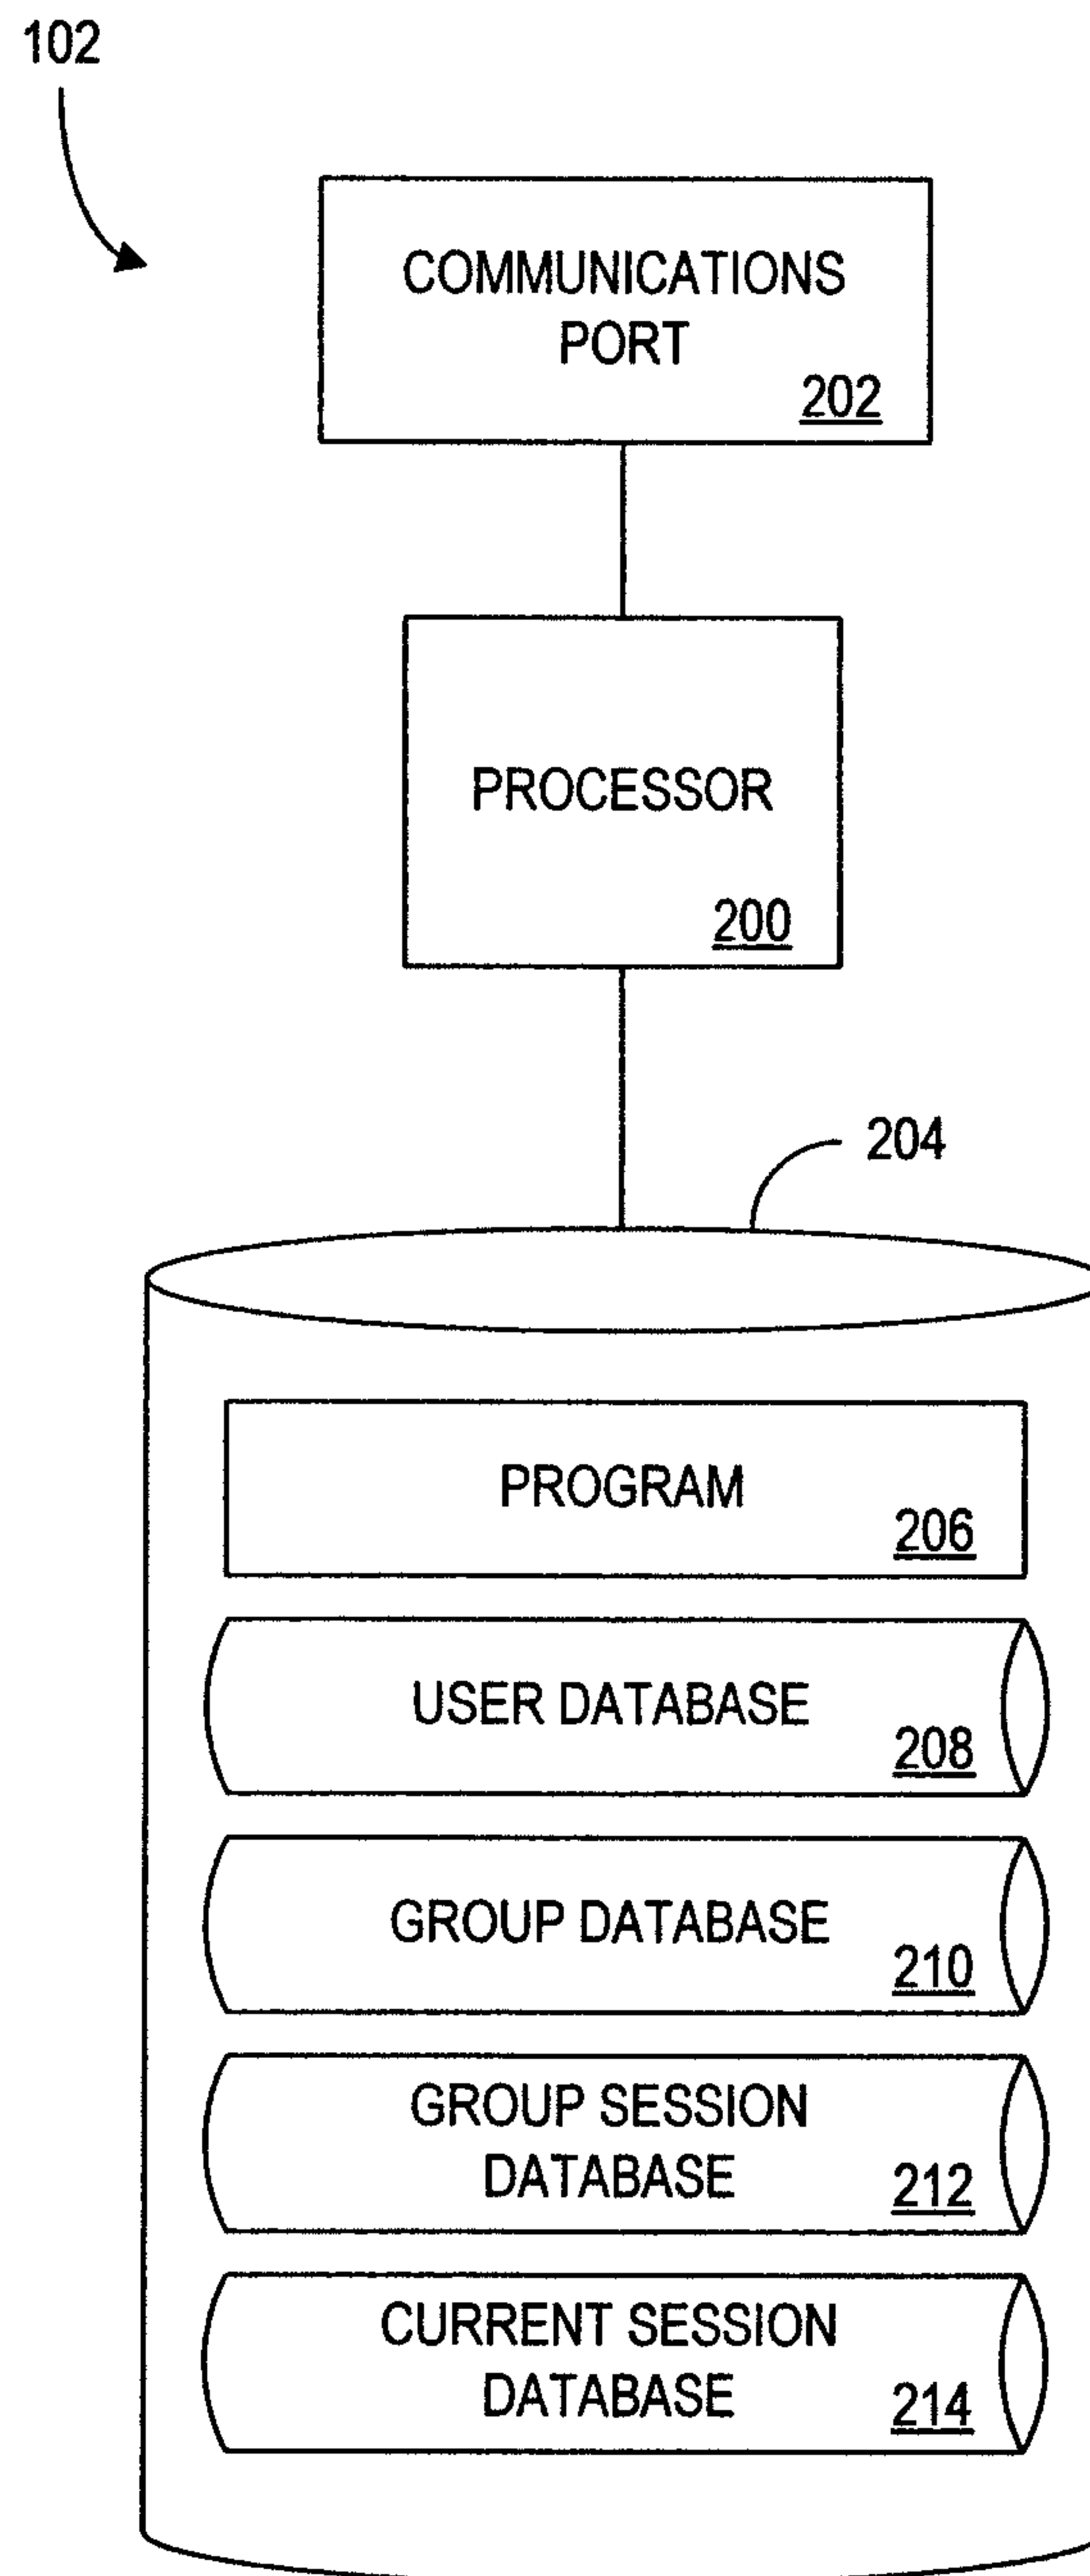 102
COMMUNICATIONS
PORT
202
PROCESSOR
200
204
PROGRAM
206
USER DATABASE
208
GROUP DATABASE
210
GROUP SESSION
DATABASE
212
CURRENT SESSION
DATABASE
214